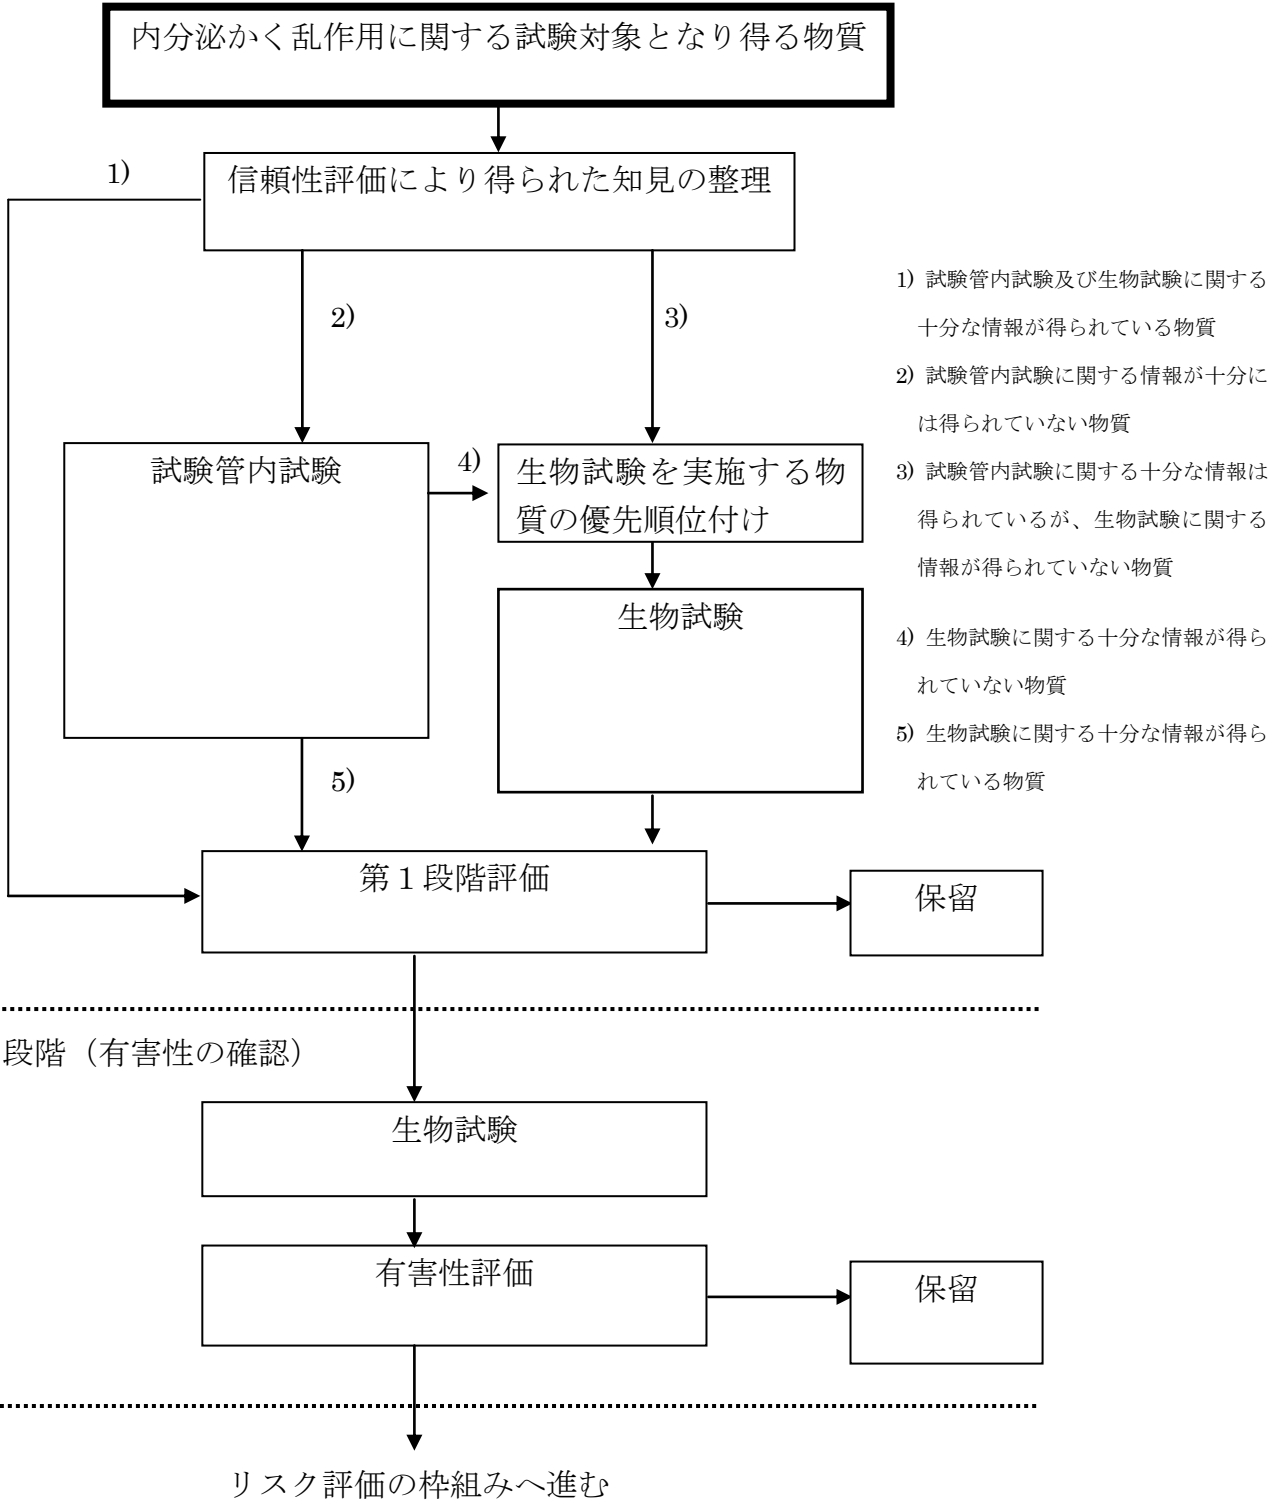 内分泌かく乱作用に関する試験対象となり得る物質
1)
信頼性評価により得られた知見の整理
2)
3)
試験管内試験
4)
生物試験を実施する物
質の優先順位付け
生物試験
5)
第１段階評価
保留
段階（有害性の確認）
生物試験
有害性評価
保留
リスク評価の枠組みへ進む
1) 試験管内試験及び生物試験に関する
十分な情報が得られている物質
2) 試験管内試験に関する情報が十分に
は得られていない物質
3) 試験管内試験に関する十分な情報は
得られているが、生物試験に関する
情報が得られていない物質
4) 生物試験に関する十分な情報が得ら
れていない物質
5) 生物試験に関する十分な情報が得ら
れている物質